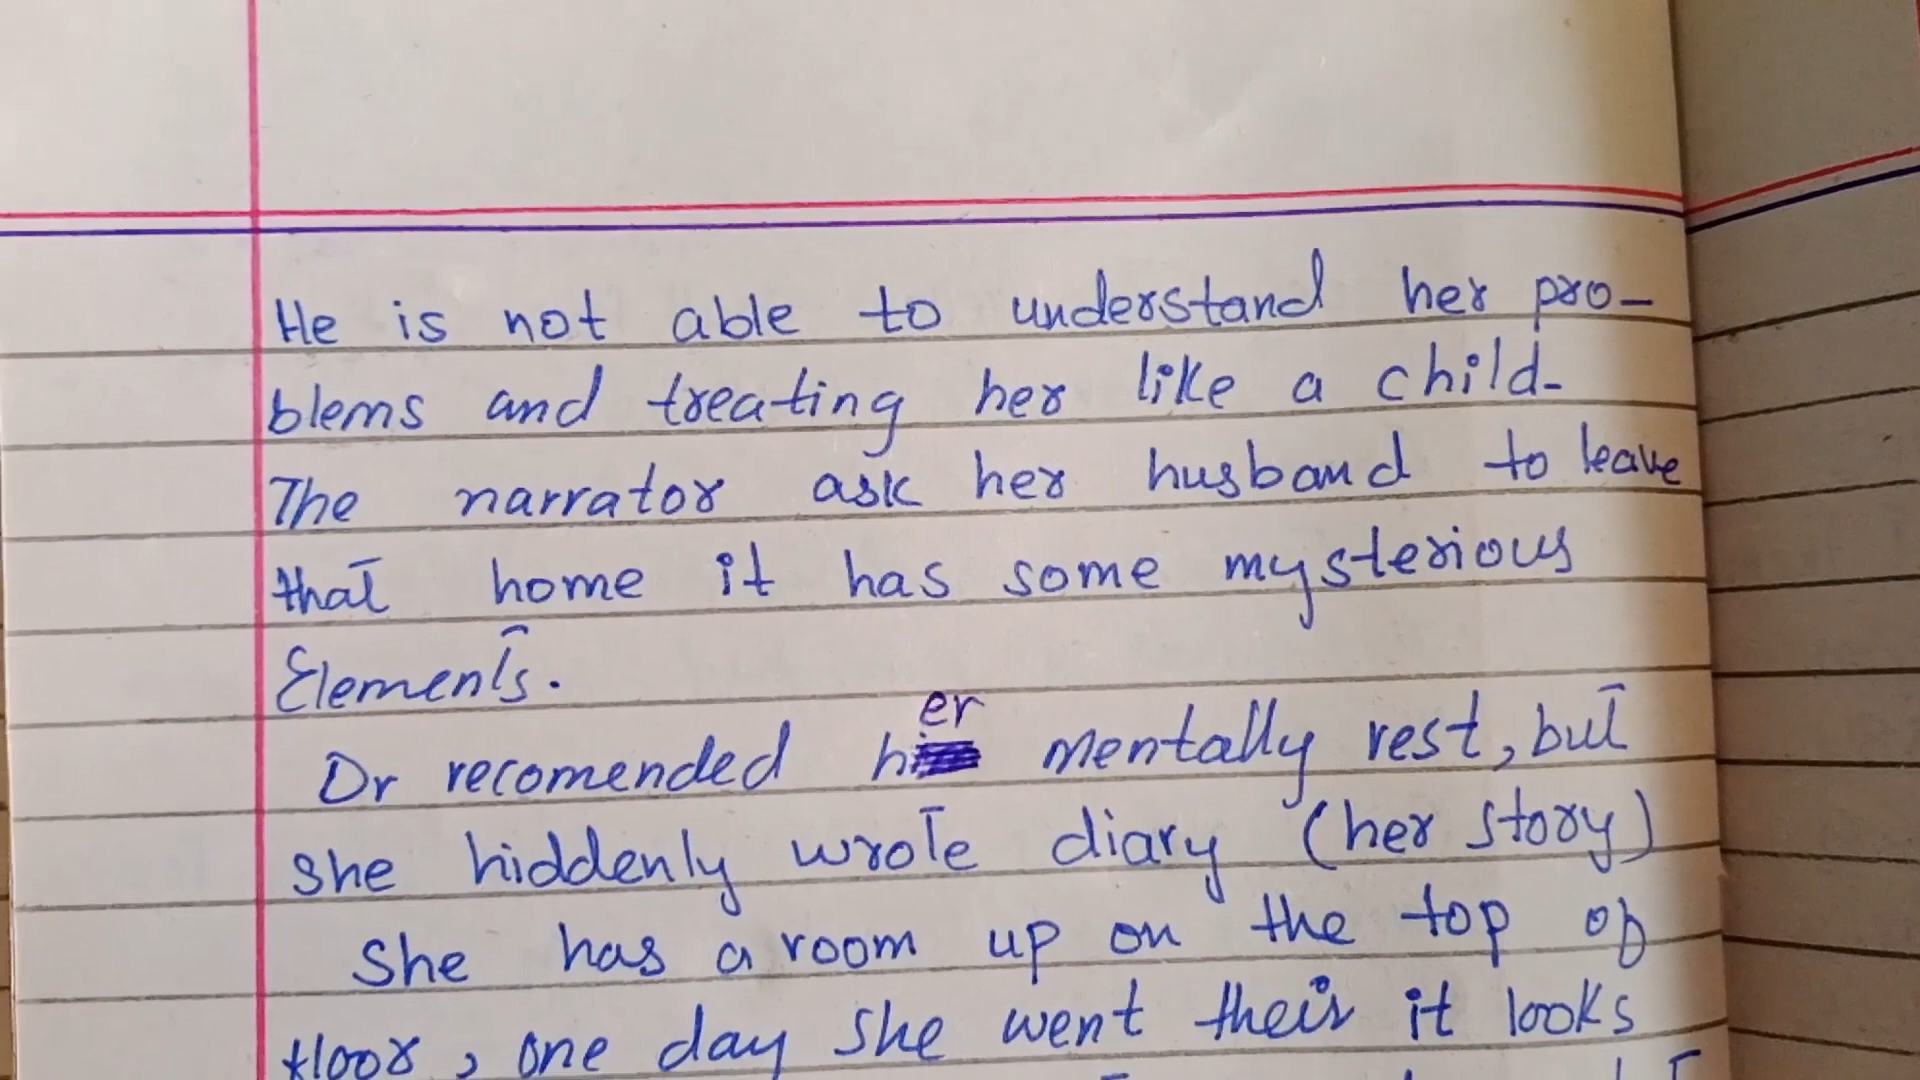 He is not able to understand her pro-
blems and treating her like a child-
The narrator ask her husband to leave
that home it has some mysterious
Elements.
Dr recomended her mentally rest, but
she hiddenly wrote diary (her story)
She has a room up on the top of
floor, one day she went their it looks